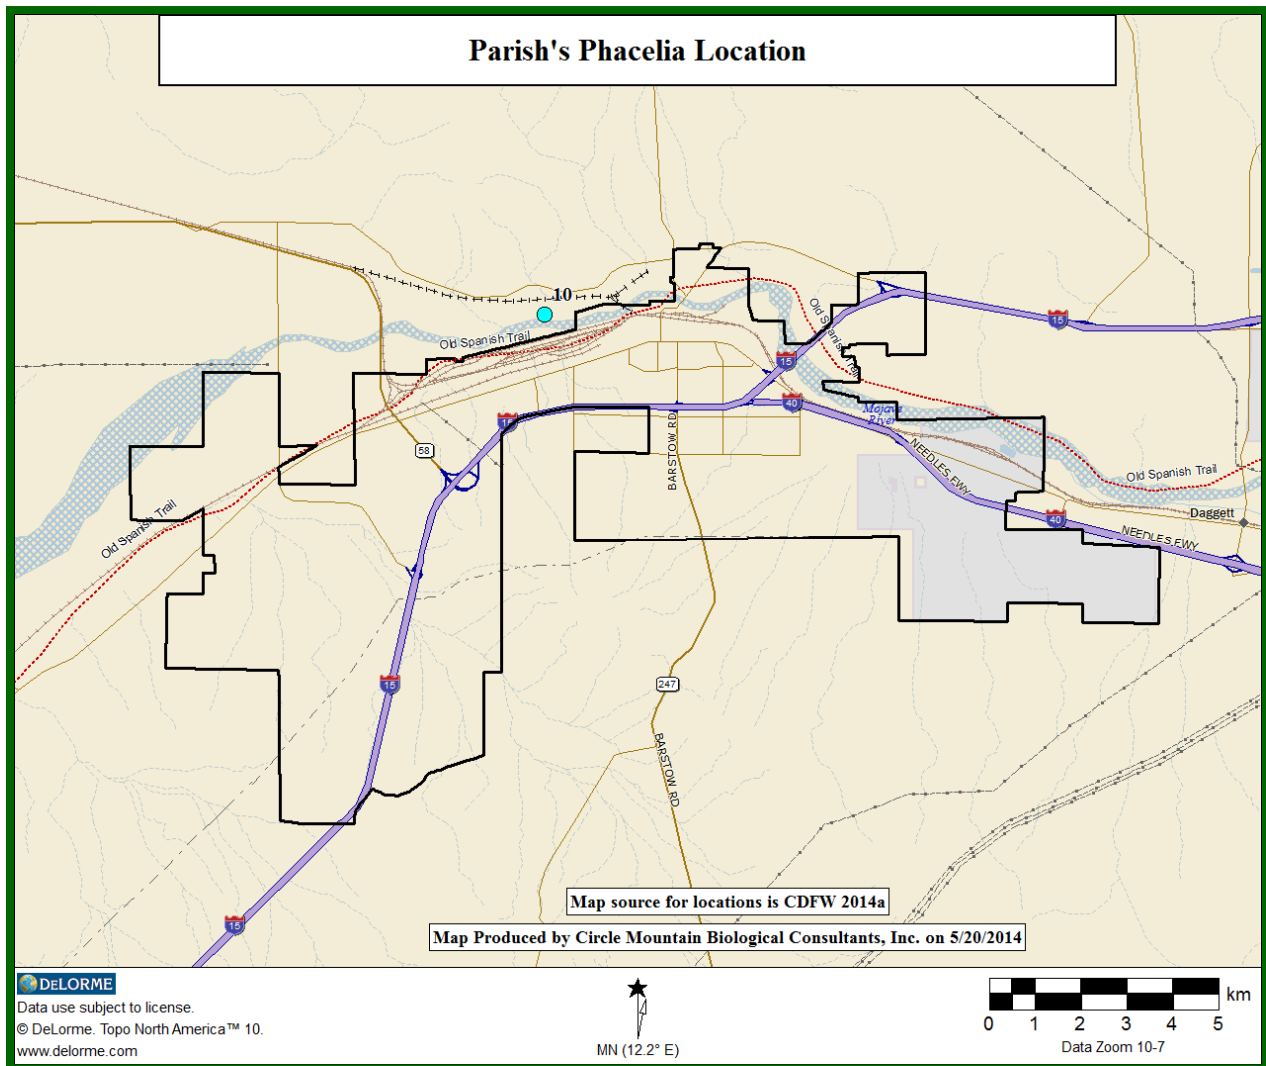 Parish's Phacelia Location
10
Old Spanish Trail
Old Spanish Trail
15
15
15
40
58
Mojave
River
BARSTOW RD
NEEDLES FWY
Old Spanish Trail
Daggett
40
NEEDLES FWY
Old Spanish Trail
15
247
BARSTOW RD
15
Map source for locations is CDFW 2014a
Map Produced by Circle Mountain Biological Consultants, Inc. on 5/20/2014
DELORME
Data use subject to license.
© DeLorme. Topo North America™ 10.
www.delorme.com
MN (12.2° E)
km
0 1 2 3 4 5
Data Zoom 10-7